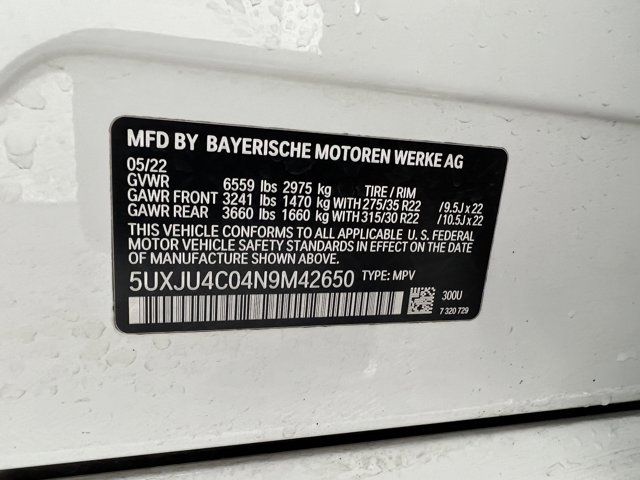 MFD BY BAYERISCHE MOTOREN WERKE AG
05/22
GVWR 6559 lbs 2975 kg TIRE / RIM
GAWR FRONT 3241 lbs 1470 kg WITH 275/35 R22 /9.5J x 22
GAWR REAR 3660 lbs 1660 kg WITH 315/30 R22 /10.5J x 22
THIS VEHICLE CONFORMS TO ALL APPLICABLE U. S. FEDERAL
MOTOR VEHICLE SAFETY STANDARDS IN EFFECT ON THE DATE
OF MANUFACTURE SHOWN ABOVE.
5UXJU4C04N9M42650 TYPE: MPV
300U
7 320 729